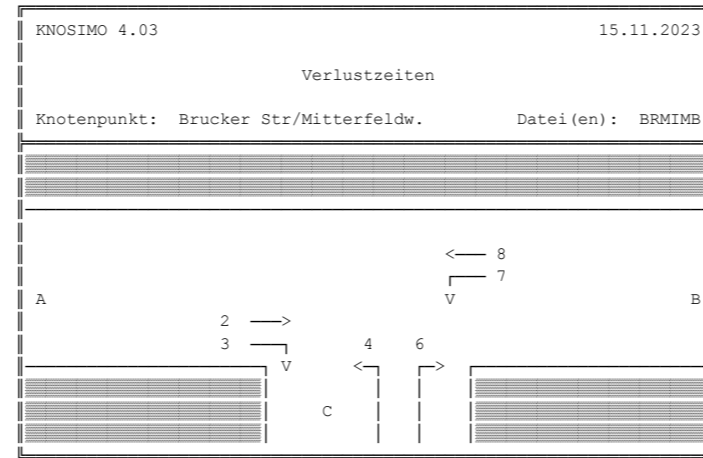 KNOSIMO 4.03 15.11.2023
Verlustzeiten
Knotenpunkt: Brucker Str/Mitterfeldw. Datei(en): BRMIMB
8
7
A V B
2
3 4 6
V
C